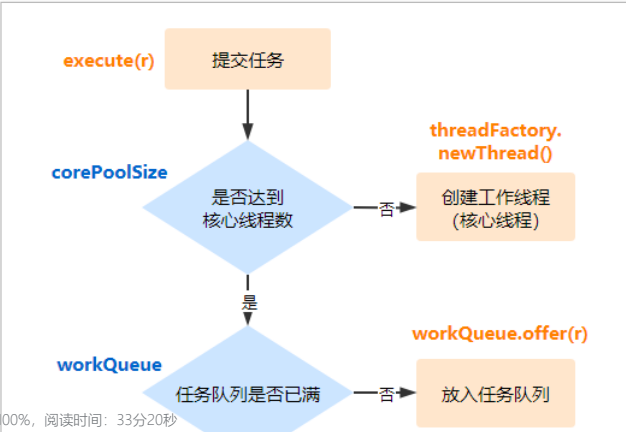 execute(r)
提交任务
threadFactory.
newThread()
corePoolSize
是否达到
核心线程数
否
创建工作线程
（核心线程）
是
workQueue.offer(r)
workQueue
任务队列是否已满
否
放入任务队列
00%，阅读时间：33分20秒